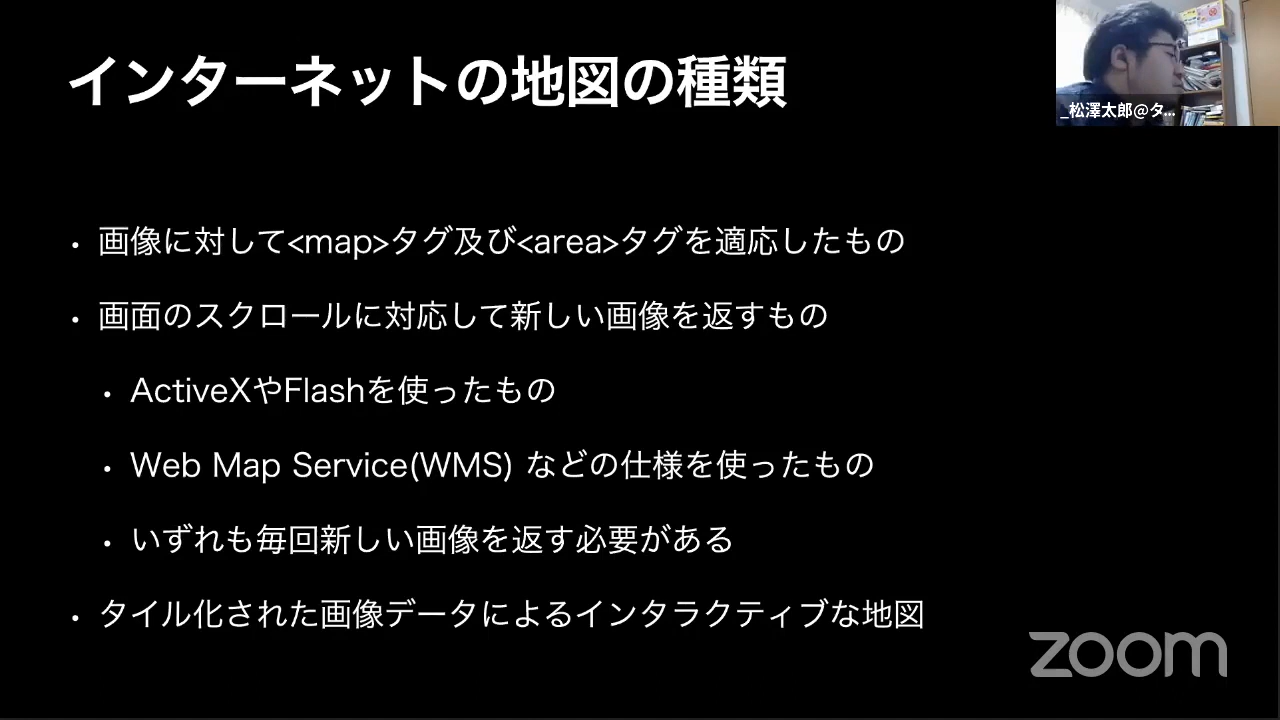 インターネットの地図の種類
_松澤太郎@タ...
・画像に対して<map>タグ及び<area>タグを適応したもの
・画面のスクロールに対応して新しい画像を返すもの
・ActiveXやFlashを使ったもの
・Web Map Service(WMS) などの仕様を使ったもの
・いずれも毎回新しい画像を返す必要がある
・タイル化された画像データによるインタラクティブな地図
zoom